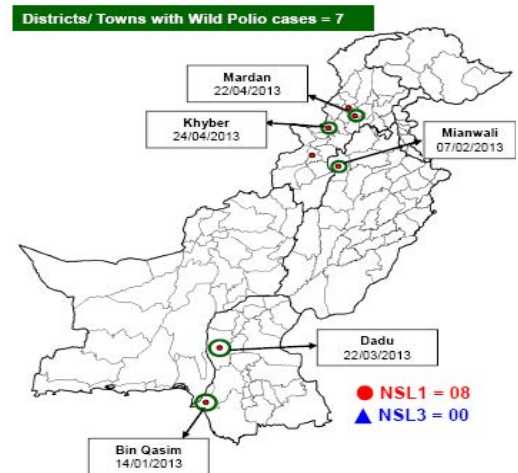 Districts/ Towns with Wild Polio cases = 7
Mardan
22/04/2013
Khyber
24/04/2013
Mianwali
07/02/2013
Dadu
22/03/2013
NSL1 = 08
NSL3 = 00
Bin Qasim
14/01/2013